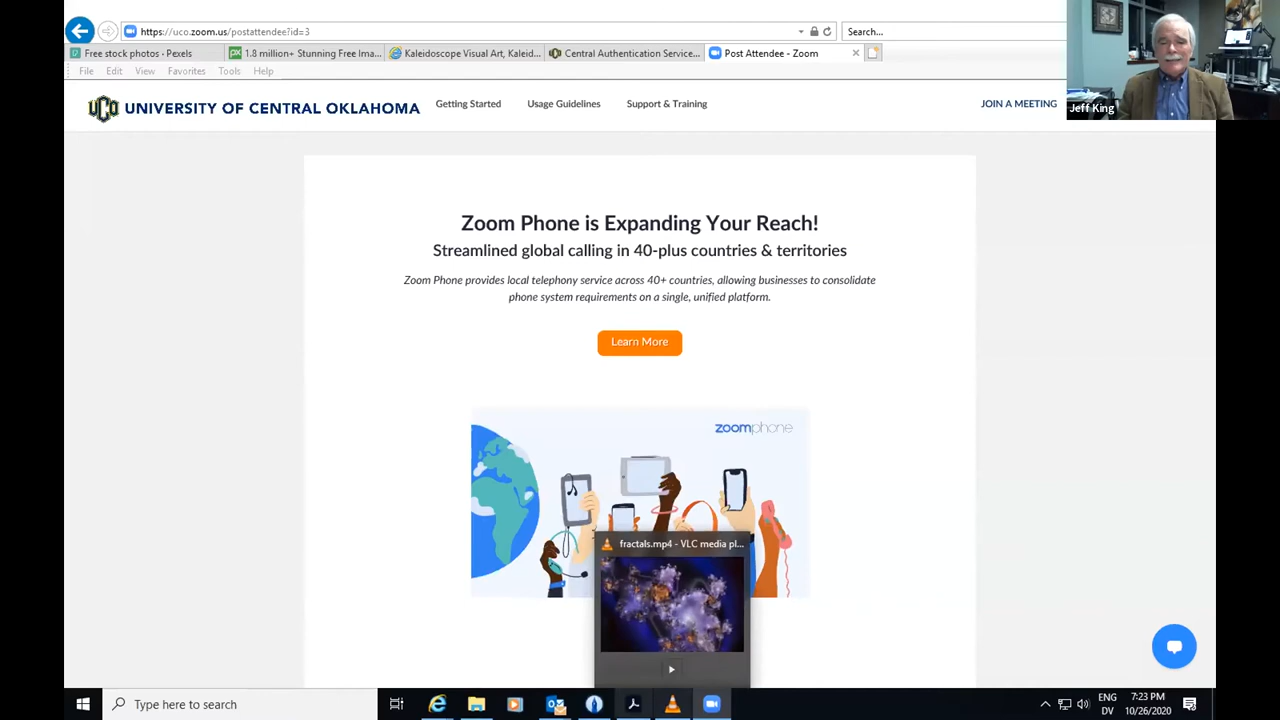 https://uco.zoom.us/postattendee?id=3
Search...
Free stock photos - Pexels
1.8 million+ Stunning Free Ima...
Kaleidoscope Visual Art, Kaleid...
Central Authentication Service...
Post Attendee - Zoom
File Edit View Favorites Tools Help
Jeff King
UCO UNIVERSITY OF CENTRAL OKLAHOMA
Getting Started
Usage Guidelines
Support & Training
JOIN A MEETING
Zoom Phone is Expanding Your Reach!
Streamlined global calling in 40-plus countries & territories
Zoom Phone provides local telephony service across 40+ countries, allowing businesses to consolidate
phone system requirements on a single, unified platform.
Learn More
zoomphone
fractals.mp4 - VLC media pl...
Type here to search
ENG
DV
7:23 PM
10/26/2020